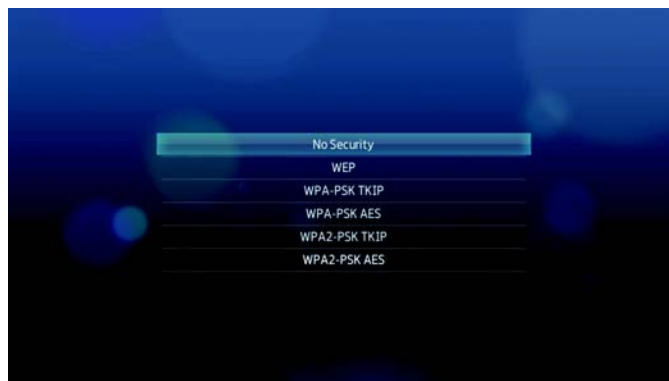 No Security
WEP
WPA-PSK TKIP
WPA-PSK AES
WPA2-PSK TKIP
WPA2-PSK AES